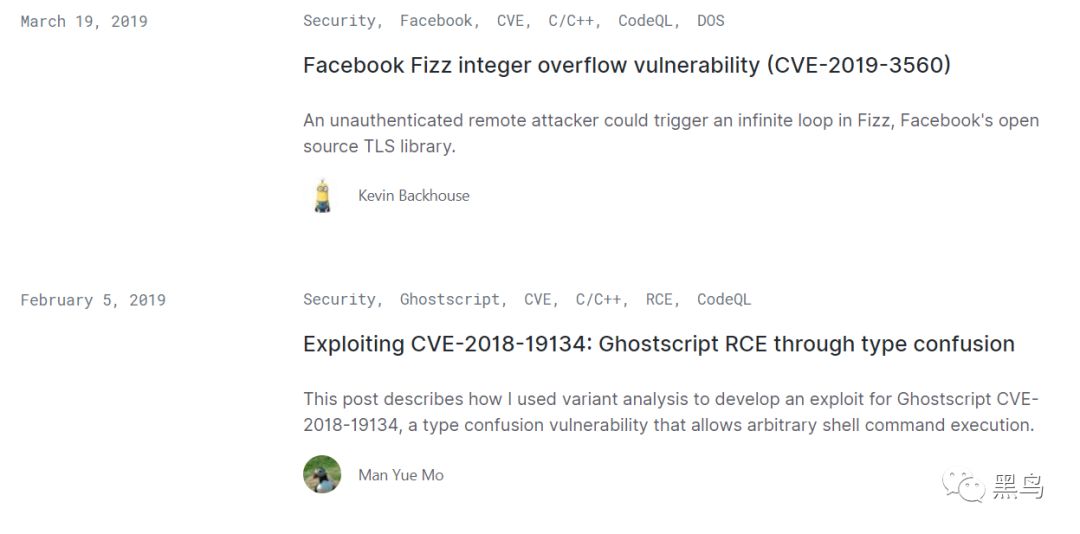 March 19, 2019
Security, Facebook, CVE, C/C++, CodeQL, DOS
Facebook Fizz integer overflow vulnerability (CVE-2019-3560)
An unauthenticated remote attacker could trigger an infinite loop in Fizz, Facebook's open
source TLS library.
Kevin Backhouse
February 5, 2019
Security, Ghostscript, CVE, C/C++, RCE, CodeQL
Exploiting CVE-2018-19134: Ghostscript RCE through type confusion
This post describes how I used variant analysis to develop an exploit for Ghostscript CVE-
2018-19134, a type confusion vulnerability that allows arbitrary shell command execution.
Man Yue Mo
黑鸟